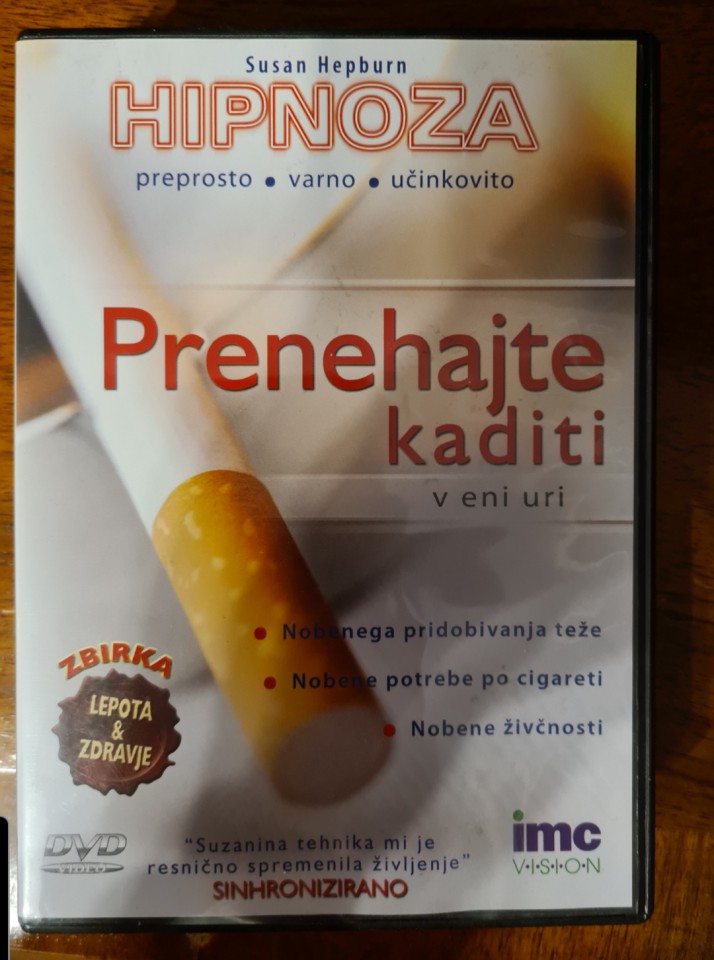 Susan Hepburn
HIPNOZA
preprosto • varno • učinkovito
Prenehajte
kaditi
v eni uri
• Nobenega pridobivanja teže
• Nobene potrebe po cigareti
• Nobene živčnosti
ZBIRKA
LEPOTA
&
ZDRAVJE
DVD
VIDEO
"Suzanina tehnika mi je
resnično spremenila življenje"
SINHRONIZIRANO
imc
V•I•S•I•O•N